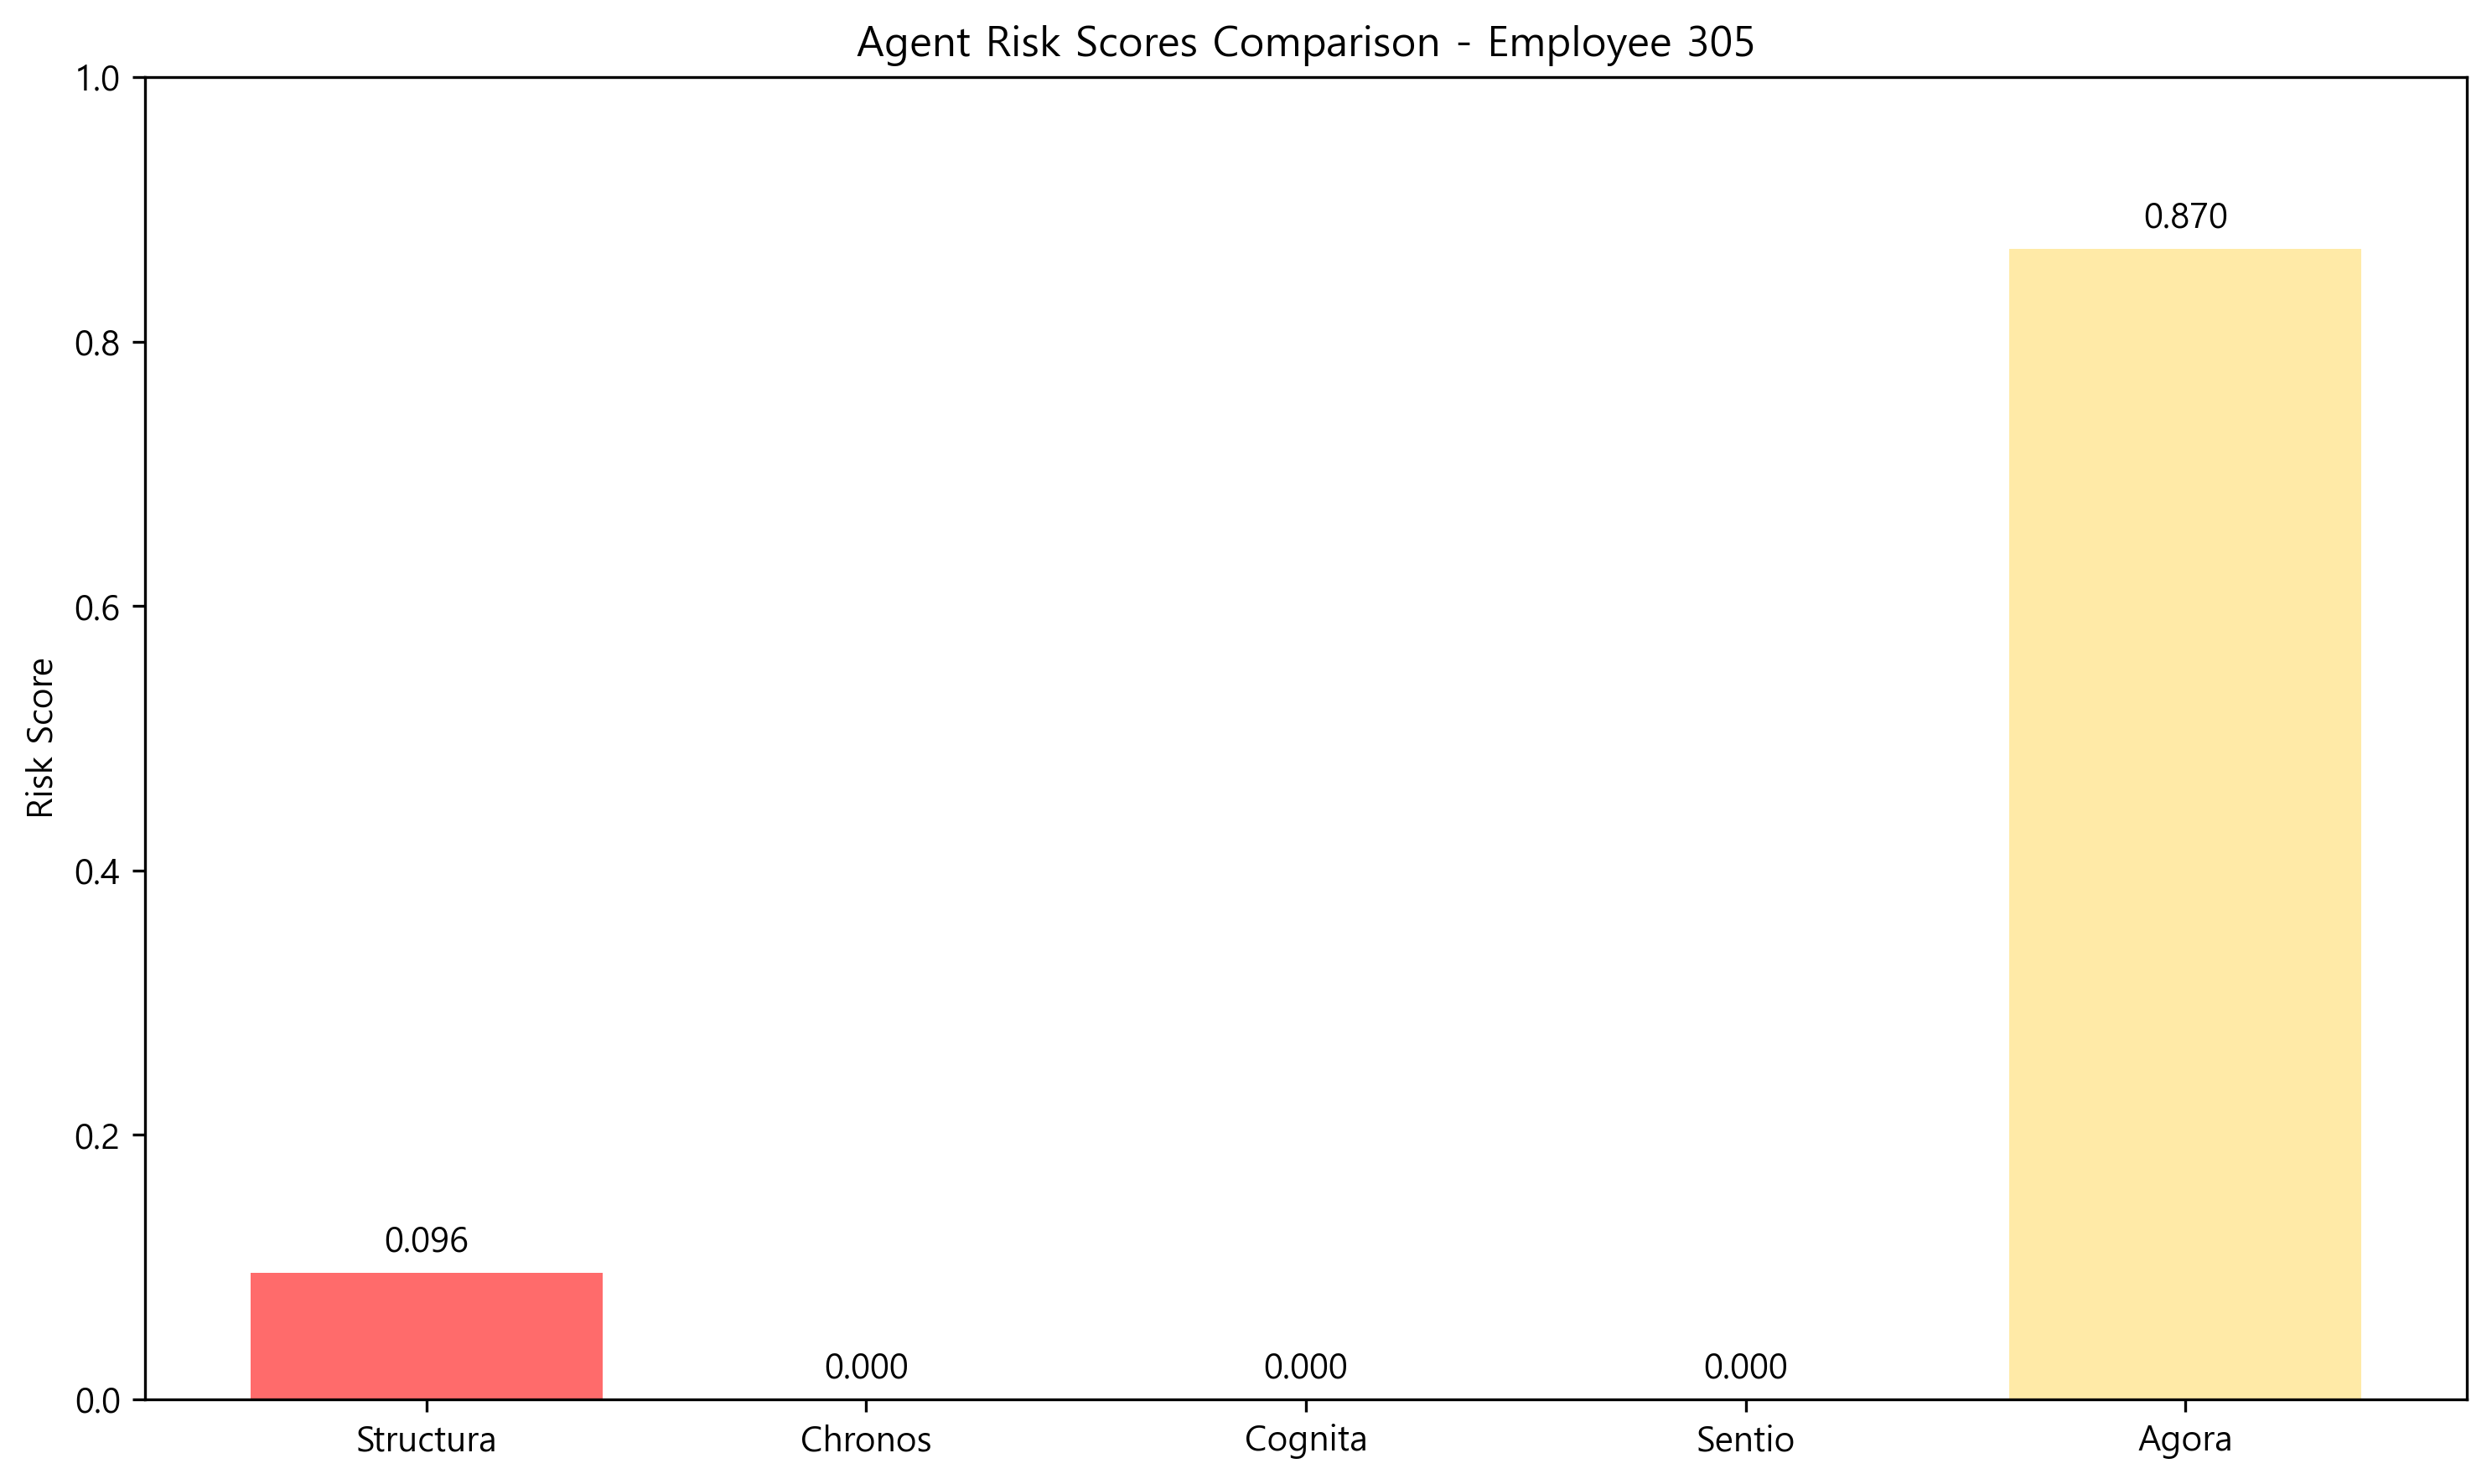 Agent Risk Scores Comparison - Employee 305
Risk Score
1.0
0.8
0.6
0.4
0.2
0.0
0.096
0.000
0.000
0.000
0.870
Structura
Chronos
Cognita
Sentio
Agora